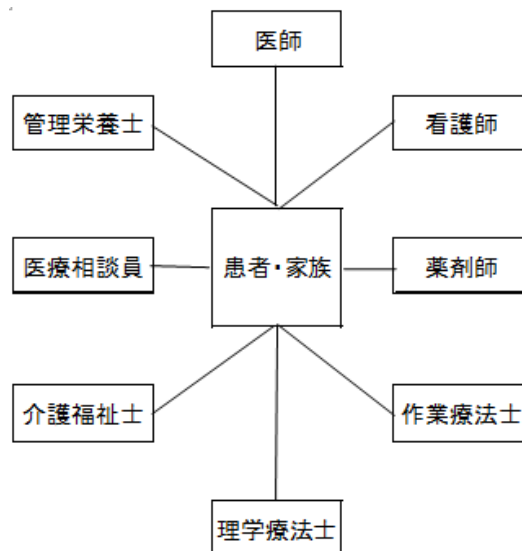 医師
管理栄養士
看護師
医療相談員
患者・家族
薬剤師
介護福祉士
作業療法士
理学療法士